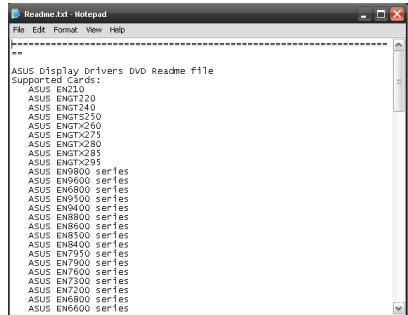 Readme.txt - Notepad
File Edit Format View Help
------------------------------------------------------------------------
==
ASUS Display Drivers DVD Readme file
Supported Cards:
ASUS EN210
ASUS ENGT220
ASUS ENGT240
ASUS ENGTS250
ASUS ENGTX260
ASUS ENGTX275
ASUS ENGTX280
ASUS ENGTX285
ASUS ENGTX295
ASUS EN9800 series
ASUS EN9600 series
ASUS EN6800 series
ASUS EN9500 series
ASUS EN9400 series
ASUS EN8800 series
ASUS EN8600 series
ASUS EN8500 series
ASUS EN8400 series
ASUS EN7950 series
ASUS EN7900 series
ASUS EN7600 series
ASUS EN7300 series
ASUS EN7200 series
ASUS EN6800 series
ASUS EN6600 series